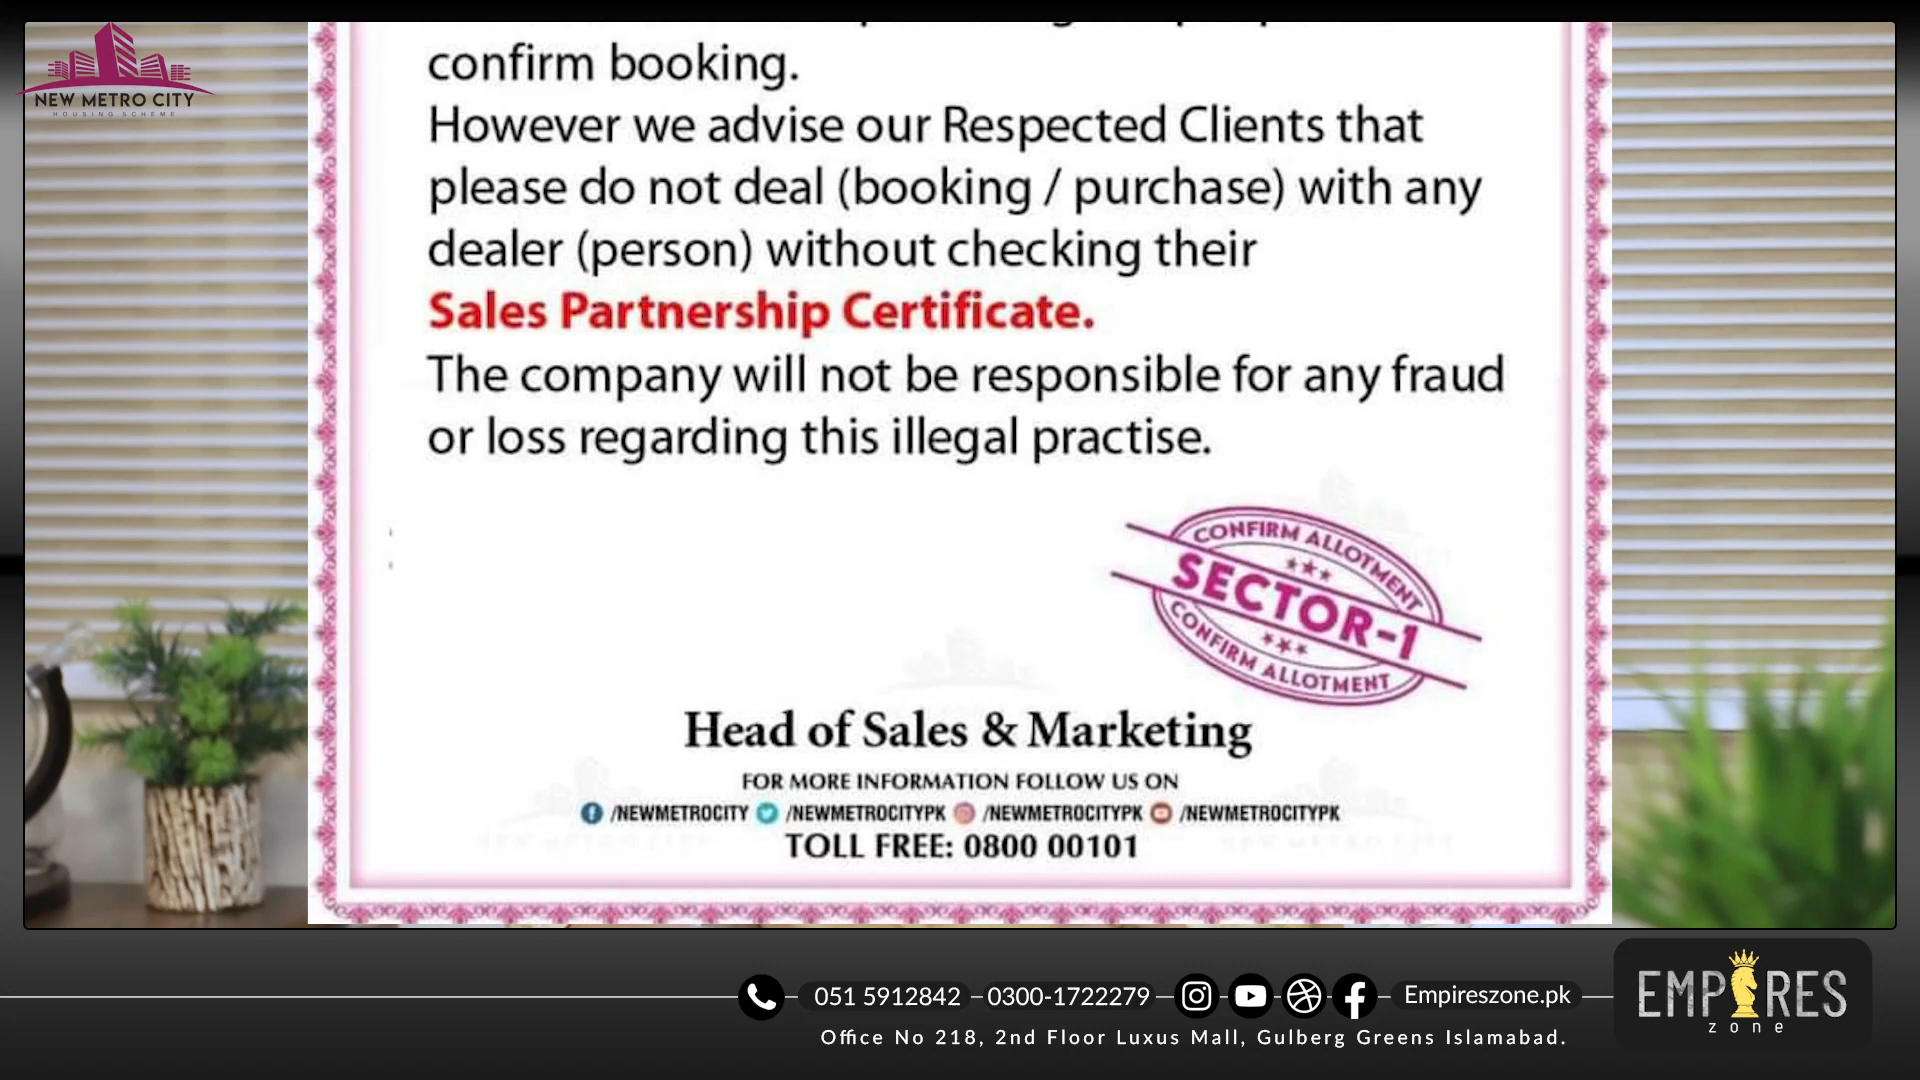 NEW METRO CITY
HOUSING SCHEME
confirm booking.
However we advise our Respected Clients that
please do not deal (booking / purchase) with any
dealer (person) without checking their
Sales Partnership Certificate.
The company will not be responsible for any fraud
or loss regarding this illegal practise.
CONFIRM ALLOTMENT
SECTOR-1
CONFIRM ALLOTMENT
Head of Sales & Marketing
FOR MORE INFORMATION FOLLOW US ON
/NEWMETROCITY /NEWMETROCITYPK /NEWMETROCITYPK /NEWMETROCITYPK
TOLL FREE: 0800 00101
051 5912842 0300-1722279 Empireszone.pk
Office No 218, 2nd Floor Luxus Mall, Gulberg Greens Islamabad.
EMPIRES
zone